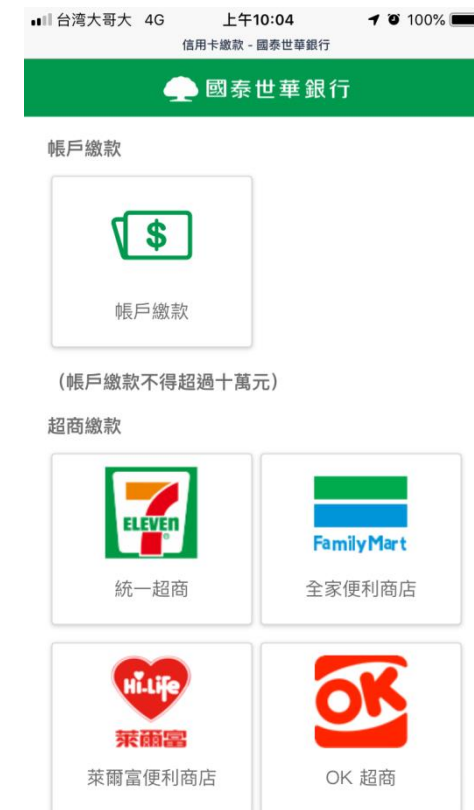 台湾大哥大 4G 上午10:04 100%
信用卡繳款 - 國泰世華銀行
國泰世華銀行
帳戶繳款
$
帳戶繳款
（帳戶繳款不得超過十萬元）
超商繳款
7
ELEVEn
FamilyMart
統一超商
全家便利商店
Hi-Life
萊爾富
OK
萊爾富便利商店
OK 超商